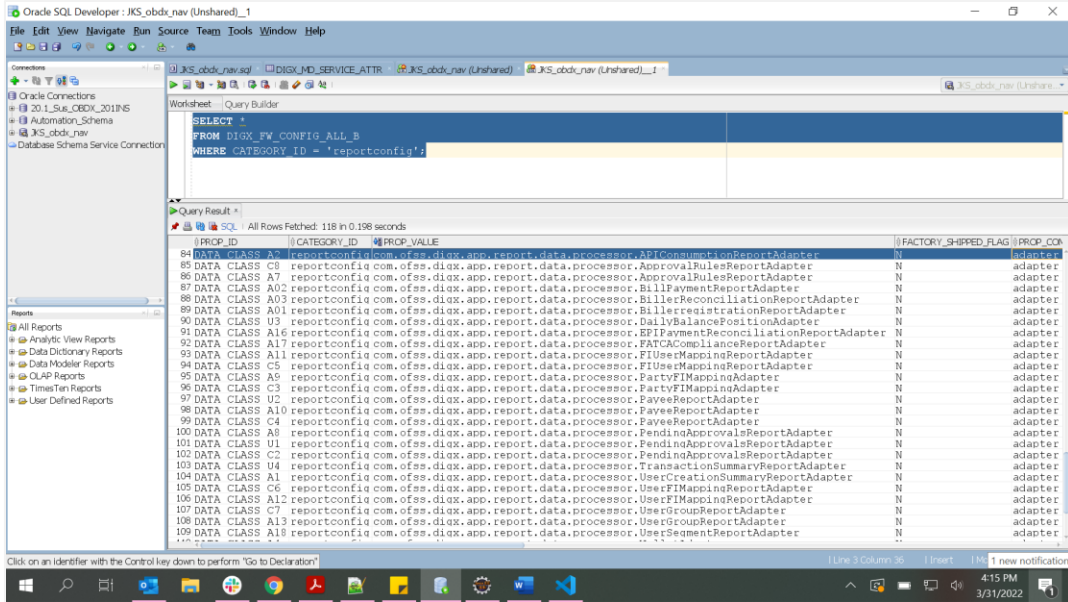 Oracle SQL Developer : JKS_obdx_nav (Unshared)__1
File Edit View Navigate Run Source Team Tools Window Help
Connections
Oracle Connections
20.1_Sus_OBDX_201INS
Automation_Schema
JKS_obdx_nav
Database Schema Service Connection
Reports
All Reports
Analytic View Reports
Data Dictionary Reports
Data Modeler Reports
OLAP Reports
TimesTen Reports
User Defined Reports
JKS_obdx_nav.sql DIGX_MD_SERVICE_ATTR JKS_obdx_nav (Unshared) JKS_obdx_nav (Unshared)__1
JKS_obdx_nav (Unshare...
Worksheet Query Builder
SELECT *
FROM DIGX_FW_CONFIG_ALL_B
WHERE CATEGORY_ID = 'reportconfig';
Query Result
SQL | All Rows Fetched: 118 in 0.198 seconds
PROP_ID CATEGORY_ID PROP_VALUE FACTORY_SHIPPED_FLAG PROP_COM
84 DATA CLASS A2 reportconfig com.ofss.digx.app.report.data.processor.APIConsumptionReportAdapter N adapter
85 DATA CLASS C8 reportconfig com.ofss.digx.app.report.data.processor.ApprovalRulesReportAdapter N adapter
86 DATA CLASS A7 reportconfig com.ofss.digx.app.report.data.processor.ApprovalRulesReportAdapter N adapter
87 DATA CLASS A02 reportconfig com.ofss.digx.app.report.data.processor.BillPaymentReportAdapter N adapter
88 DATA CLASS A03 reportconfig com.ofss.digx.app.report.data.processor.BillerReconciliationReportAdapter N adapter
89 DATA CLASS A01 reportconfig com.ofss.digx.app.report.data.processor.BillerregistrationReportAdapter N adapter
90 DATA CLASS U3 reportconfig com.ofss.digx.app.report.data.processor.DailyBalancePositionAdapter N adapter
91 DATA CLASS A16 reportconfig com.ofss.digx.app.report.data.processor.EPIPaymentReconciliationReportAdapter N adapter
92 DATA CLASS A17 reportconfig com.ofss.digx.app.report.data.processor.FATCAComplianceReportAdapter N adapter
93 DATA CLASS A11 reportconfig com.ofss.digx.app.report.data.processor.FIUserMappingReportAdapter N adapter
94 DATA CLASS C5 reportconfig com.ofss.digx.app.report.data.processor.FIUserMappingReportAdapter N adapter
95 DATA CLASS A9 reportconfig com.ofss.digx.app.report.data.processor.PartyFIMappingAdapter N adapter
96 DATA CLASS C3 reportconfig com.ofss.digx.app.report.data.processor.PartyFIMappingAdapter N adapter
97 DATA CLASS U2 reportconfig com.ofss.digx.app.report.data.processor.PayeeReportAdapter N adapter
98 DATA CLASS A10 reportconfig com.ofss.digx.app.report.data.processor.PayeeReportAdapter N adapter
99 DATA CLASS C4 reportconfig com.ofss.digx.app.report.data.processor.PayeeReportAdapter N adapter
100 DATA CLASS A8 reportconfig com.ofss.digx.app.report.data.processor.PendingApprovalsReportAdapter N adapter
101 DATA CLASS U1 reportconfig com.ofss.digx.app.report.data.processor.PendingApprovalsReportAdapter N adapter
102 DATA CLASS C2 reportconfig com.ofss.digx.app.report.data.processor.PendingApprovalsReportAdapter N adapter
103 DATA CLASS U4 reportconfig com.ofss.digx.app.report.data.processor.TransactionSummaryReportAdapter N adapter
104 DATA CLASS A1 reportconfig com.ofss.digx.app.report.data.processor.UserCreationSummaryReportAdapter N adapter
105 DATA CLASS C6 reportconfig com.ofss.digx.app.report.data.processor.UserFIMappingReportAdapter N adapter
106 DATA CLASS A12 reportconfig com.ofss.digx.app.report.data.processor.UserFIMappingReportAdapter N adapter
107 DATA CLASS C7 reportconfig com.ofss.digx.app.report.data.processor.UserGroupReportAdapter N adapter
108 DATA CLASS A13 reportconfig com.ofss.digx.app.report.data.processor.UserGroupReportAdapter N adapter
109 DATA CLASS A18 reportconfig com.ofss.digx.app.report.data.processor.UserSegmentReportAdapter N adapter
Click on an identifier with the Control key down to perform "Go to Declaration"
Line 3 Column 36 | Insert 1 new notification
4:15 PM
3/31/2022